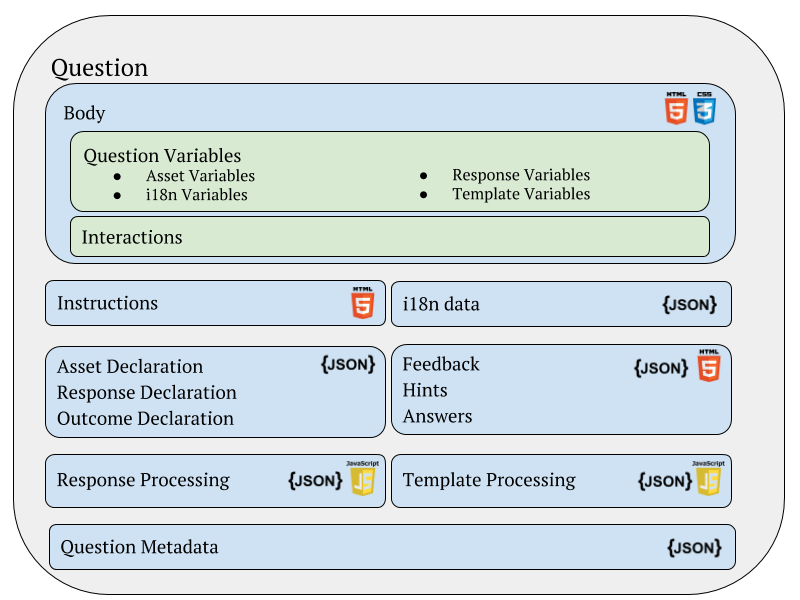 Question
Body
HTML 5 CSS 3
Question Variables
● Asset Variables
● i18n Variables
● Response Variables
● Template Variables
Interactions
Instructions
HTML 5
i18n data
{JSON}
Asset Declaration
Response Declaration
Outcome Declaration
{JSON}
Feedback
Hints
Answers
{JSON}
HTML 5
Response Processing
{JSON}
JavaScript JS
Template Processing
{JSON}
JavaScript JS
Question Metadata
{JSON}